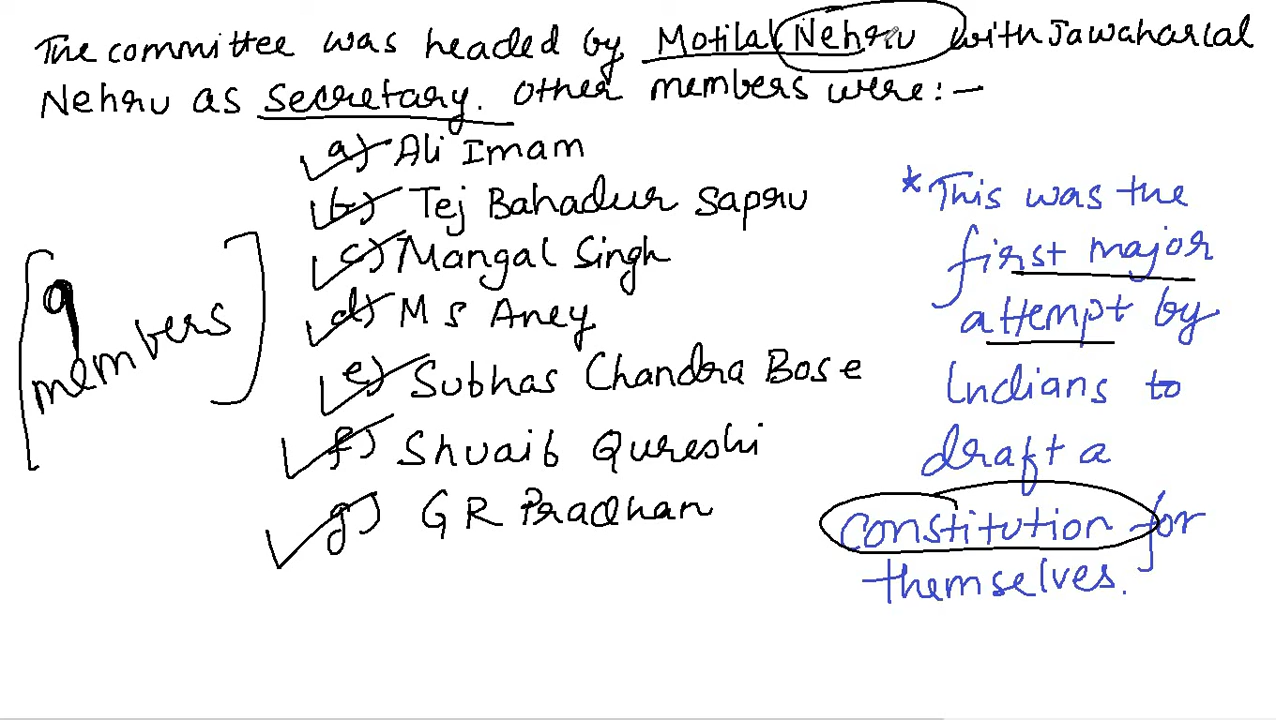 The committee was headed by Motilal Nehru with Jawaharlal
Nehru as secretary. Other members were:-
a) Ali Imam
b) Tej Bahadur Sapru
c) Mangal Singh
d) M S Aney
e) Subhas Chandra Bose
f) Shuaib Qureshi
g) G R Pradhan
9
members
*This was the
first major
attempt by
Indians to
draft a
constitution for
themselves.